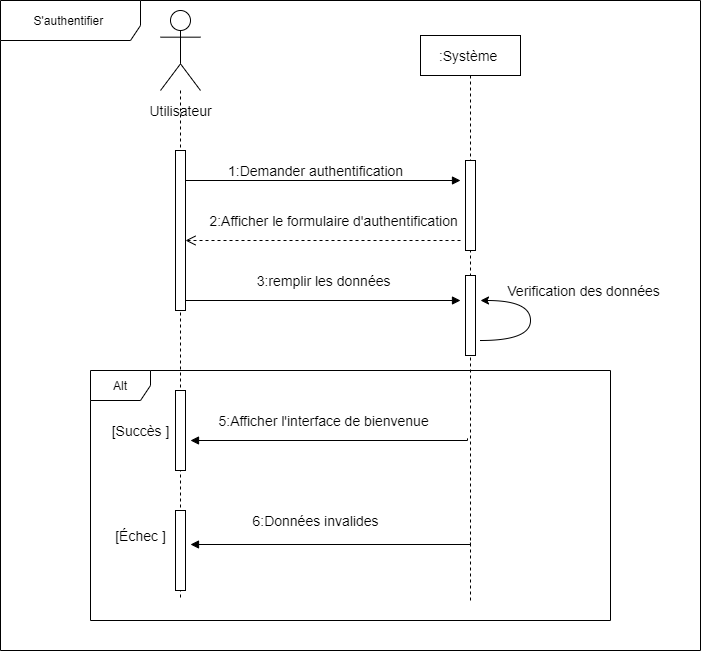 S'authentifier
:Système
Utilisateur
1:Demander authentification
2:Afficher le formulaire d'authentification
3:remplir les données
Verification des données
Alt
5:Afficher l'interface de bienvenue
[Succès ]
6:Données invalides
[Échec ]